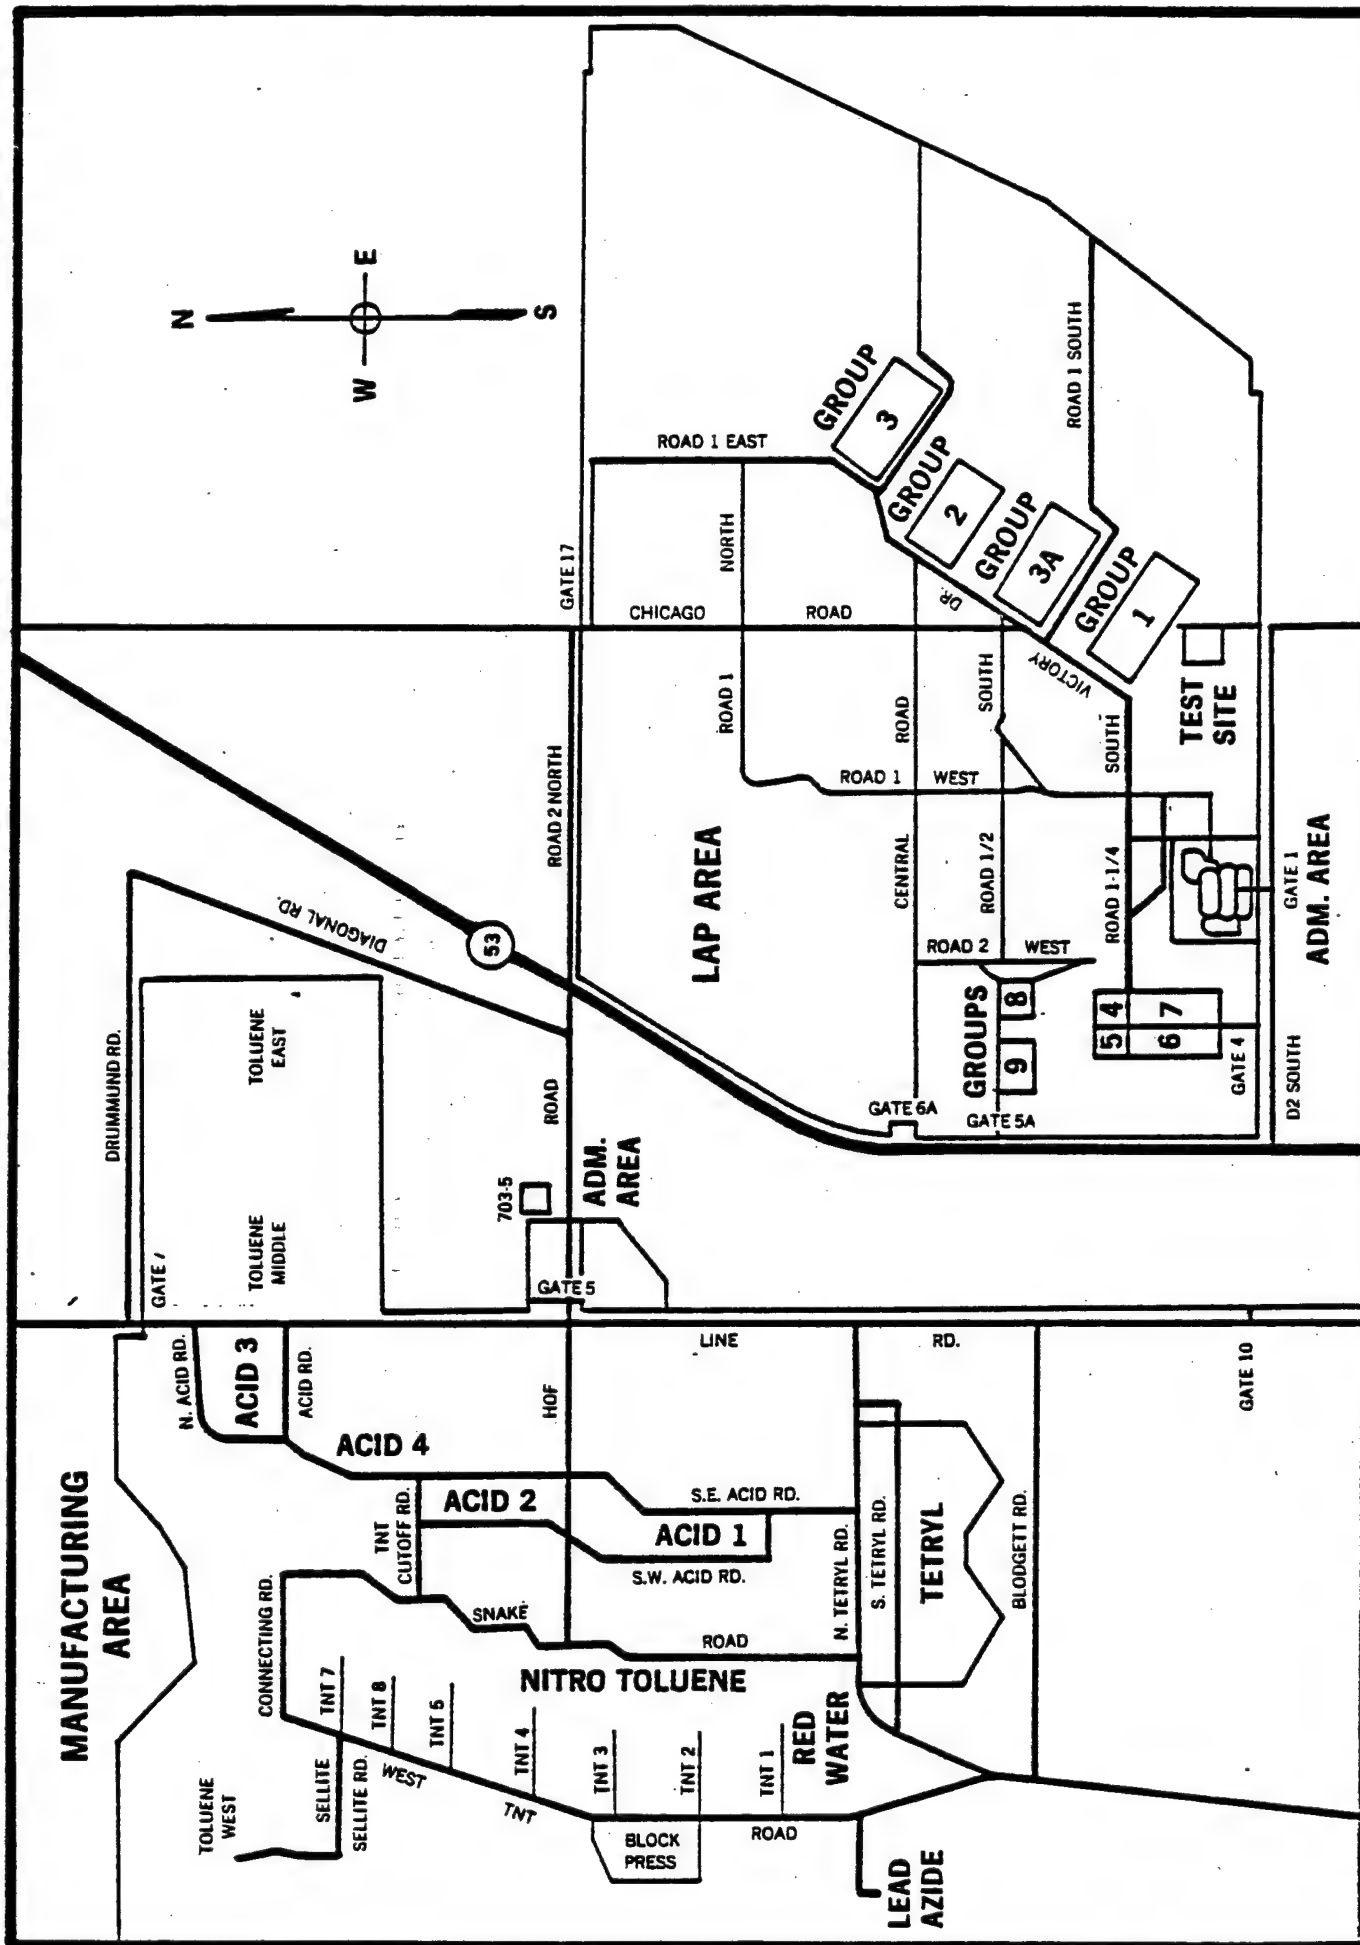 MANUFACTURING
AREA
DRUMMUND RD.
GATE
N. ACID RD.
ACID 3
ACID RD.
ACID 4
TOLUENE
WEST
CONNECTING RD.
SELLITE
SELLITE RD.
TNT 7
TNT 8
TNT 5
TNT 4
TNT 3
TNT 2
TNT 1
WEST
TNT
ROAD
BLOCK
PRESS
TNT
CUTOFF RD.
ACID 2
SNAKE
ROAD
NITRO TOLUENE
HOF
ROAD
ACID 1
S.E. ACID RD.
S.W. ACID RD.
RED
WATER
N. TETRYL RD.
S. TETRYL RD.
TETRYL
BLODGETT RD.
LEAD
AZIDE
LINE
RD.
GATE 10
TOLUENE
MIDDLE
TOLUENE
EAST
DIAGONAL RD.
703-5
GATE 5
ADM.
AREA
53
ROAD 2 NORTH
N
W
E
S
GATE 17
LAP AREA
CHICAGO
ROAD
ROAD 1
NORTH
ROAD 1 EAST
ROAD 1
WEST
CENTRAL
ROAD
GATE 6A
GATE 5A
ROAD 2
WEST
GROUPS
9
8
ROAD 1/2
SOUTH
VICTORY
DR.
GROUP
3
GROUP
2
GROUP
3A
GROUP
1
ROAD 1 SOUTH
5
4
6
7
ROAD 1-1/4
SOUTH
TEST
SITE
GATE 4
GATE 1
D2 SOUTH
ADM. AREA